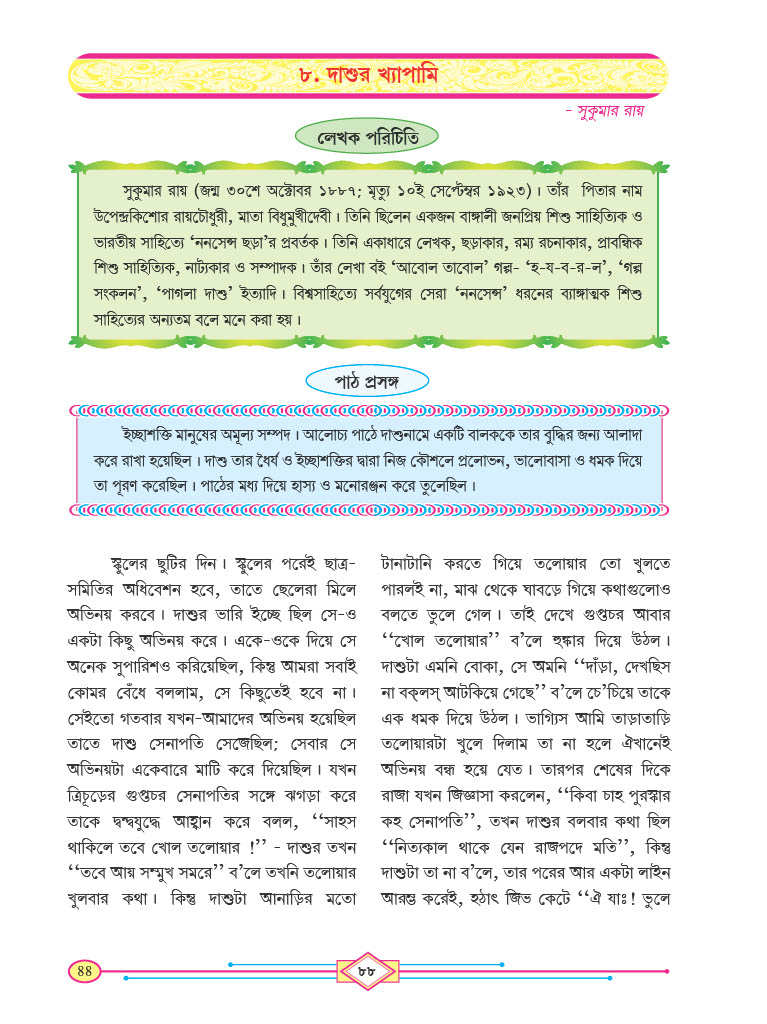 ৮. দাশুর খ্যাপামি
- সুকুমার রায়
লেখক পরিচিতি
সুকুমার রায় (জন্ম ৩০শে অক্টোবর ১৮৮৭; মৃত্যু ১০ই সেপ্টেম্বর ১৯২৩)। তাঁর পিতার নাম
উপেন্দ্রকিশোর রায়চৌধুরী, মাতা বিধুমুখীদেবী। তিনি ছিলেন একজন বাঙ্গালী জনপ্রিয় শিশু সাহিত্যিক ও
ভারতীয় সাহিত্যে ‘ননসেন্স ছড়া’র প্রবর্তক। তিনি একাধারে লেখক, ছড়াকার, রম্য রচনাকার, প্রাবন্ধিক
শিশু সাহিত্যিক, নাট্যকার ও সম্পাদক। তাঁর লেখা বই ‘আবোল তাবোল’ গল্প- ‘হ-য-ব-র-ল’, ‘গল্প
সংকলন’, ‘পাগলা দাশু’ ইত্যাদি। বিশ্বসাহিত্যে সর্বযুগের সেরা ‘ননসেন্স’ ধরনের ব্যাঙ্গাত্মক শিশু
সাহিত্যের অন্যতম বলে মনে করা হয়।
পাঠ প্রসঙ্গ
ইচ্ছাশক্তি মানুষের অমূল্য সম্পদ। আলোচ্য পাঠে দাশুনামে একটি বালককে তার বুদ্ধির জন্য আলাদা
করে রাখা হয়েছিল। দাশু তার ধৈর্য ও ইচ্ছাশক্তির দ্বারা নিজ কৌশলে প্রলোভন, ভালোবাসা ও ধমক দিয়ে
তা পূরণ করেছিল। পাঠের মধ্য দিয়ে হাস্য ও মনোরঞ্জন করে তুলেছিল।
স্কুলের ছুটির দিন। স্কুলের পরেই ছাত্র-
সমিতির অধিবেশন হবে, তাতে ছেলেরা মিলে
অভিনয় করবে। দাশুর ভারি ইচ্ছে ছিল সে-ও
একটা কিছু অভিনয় করে। একে-ওকে দিয়ে সে
অনেক সুপারিশও করিয়েছিল, কিন্তু আমরা সবাই
কোমর বেঁধে বললাম, সে কিছুতেই হবে না।
সেইতো গতবার যখন-আমাদের অভিনয় হয়েছিল
তাতে দাশু সেনাপতি সেজেছিল; সেবার সে
অভিনয়টা একেবারে মাটি করে দিয়েছিল। যখন
ত্রিচূড়ের গুপ্তচর সেনাপতির সঙ্গে ঝগড়া করে
তাকে দ্বন্দ্বযুদ্ধে আহ্বান করে বলল, ‘‘সাহস
থাকিলে তবে খোল তলোয়ার !’’ - দাশুর তখন
‘‘তবে আয় সম্মুখ সমরে’’ ব’লে তখনি তলোয়ার
খুলবার কথা। কিন্তু দাশুটা আনাড়ির মতো
টানাটানি করতে গিয়ে তলোয়ার তো খুলতে
পারলই না, মাঝ থেকে ঘাবড়ে গিয়ে কথাগুলোও
বলতে ভুলে গেল। তাই দেখে গুপ্তচর আবার
‘‘খোল তলোয়ার’’ ব’লে হুঙ্কার দিয়ে উঠল।
দাশুটা এমনি বোকা, সে অমনি ‘‘দাঁড়া, দেখছিস
না বক্‌লস্ আটকিয়ে গেছে’’ ব’লে চে’চিয়ে তাকে
এক ধমক দিয়ে উঠল। ভাগ্যিস আমি তাড়াতাড়ি
তলোয়ারটা খুলে দিলাম তা না হলে ঐখানেই
অভিনয় বন্ধ হয়ে যেত। তারপর শেষের দিকে
রাজা যখন জিজ্ঞাসা করলেন, ‘‘কিবা চাহ পুরস্কার
কহ সেনাপতি’’, তখন দাশুর বলবার কথা ছিল
‘‘নিত্যকাল থাকে যেন রাজপদে মতি’’, কিন্তু
দাশুটা তা না ব’লে, তার পরের আর একটা লাইন
আরম্ভ করেই, হঠাৎ জিভ কেটে ‘‘ঐ যাঃ! ভুলে
88
৮৮